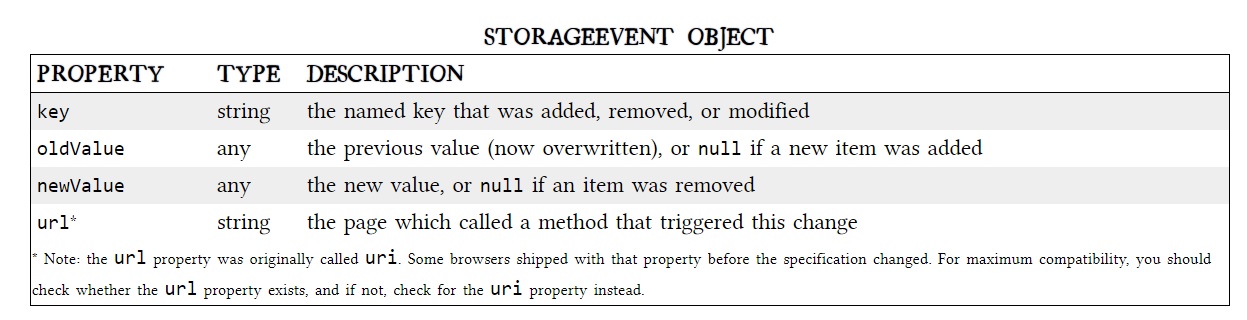 STORAGEEVENT OBJECT
PROPERTY TYPE DESCRIPTION
key string the named key that was added, removed, or modified
oldValue any the previous value (now overwritten), or null if a new item was added
newValue any the new value, or null if an item was removed
url* string the page which called a method that triggered this change
* Note: the url property was originally called uri. Some browsers shipped with that property before the specification changed. For maximum compatibility, you should
check whether the url property exists, and if not, check for the uri property instead.